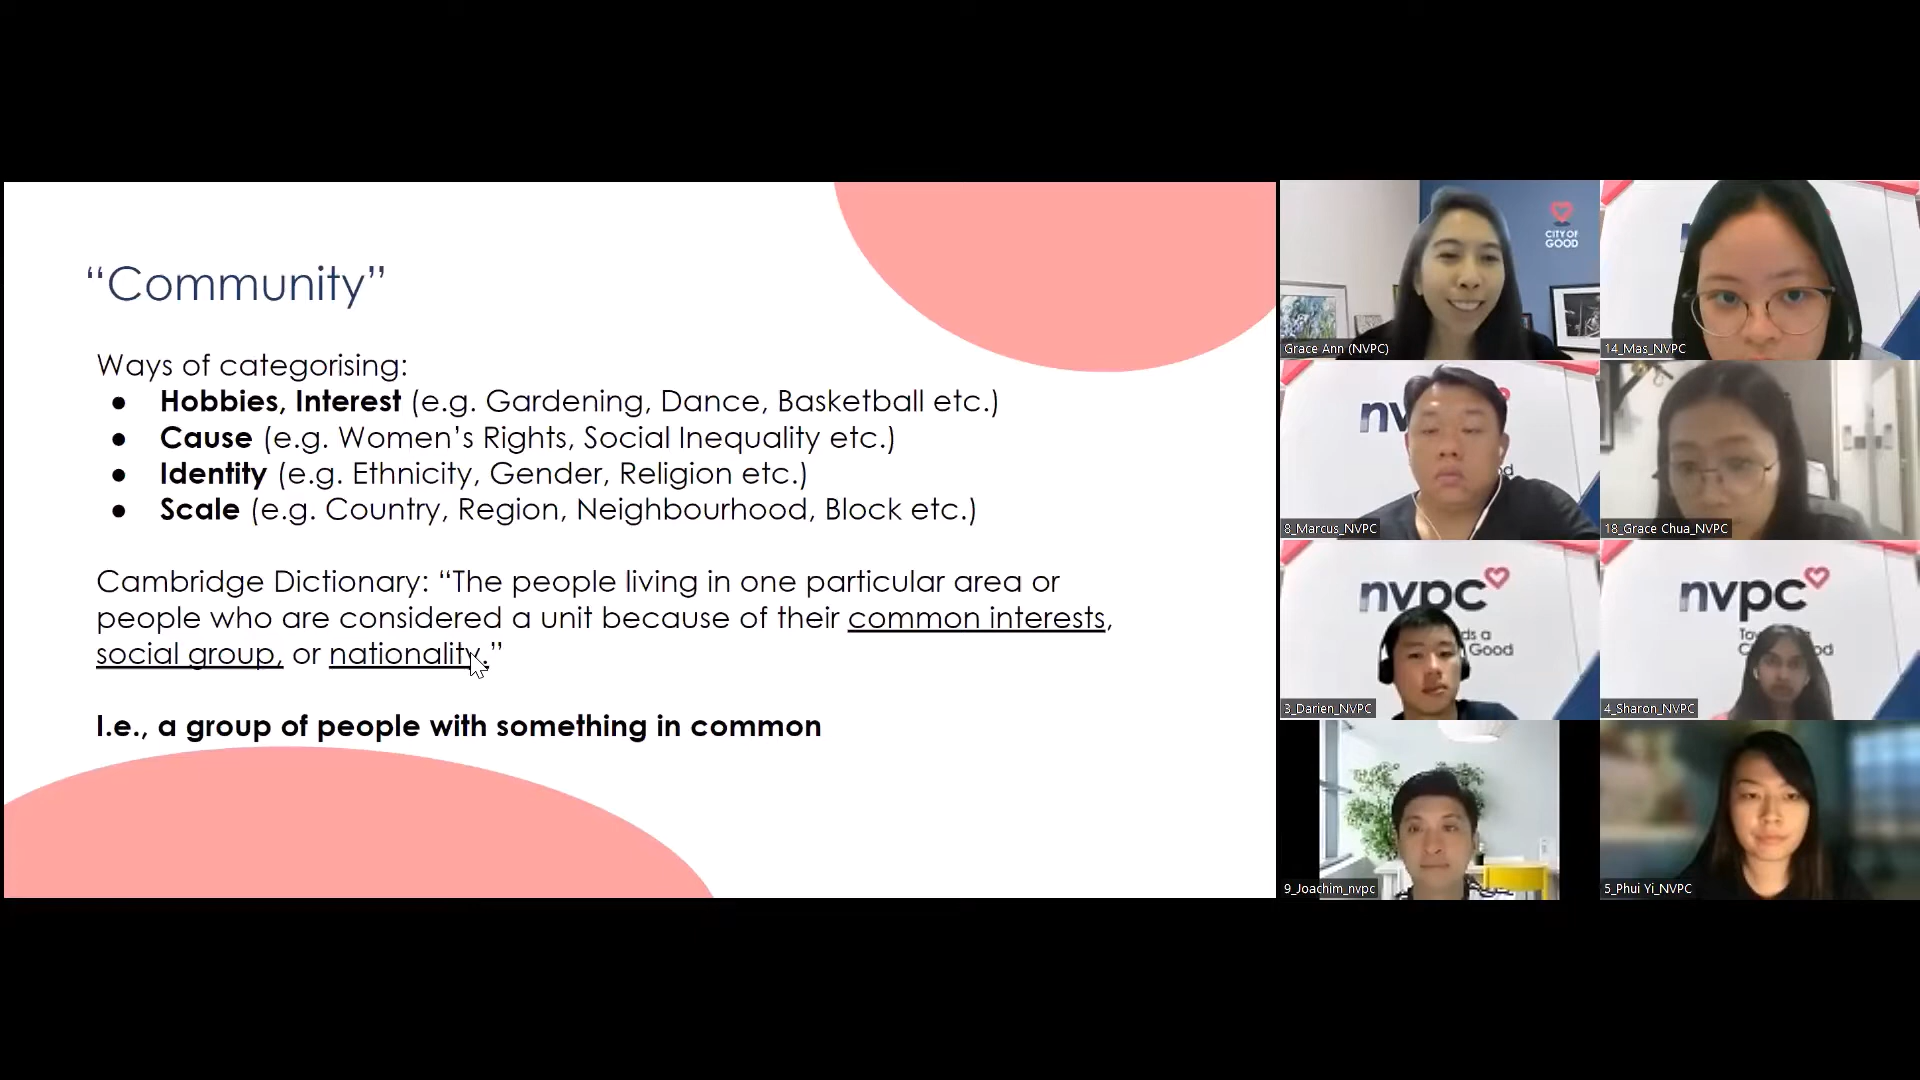 “Community”
Ways of categorising:
● Hobbies, Interest (e.g. Gardening, Dance, Basketball etc.)
● Cause (e.g. Women’s Rights, Social Inequality etc.)
● Identity (e.g. Ethnicity, Gender, Religion etc.)
● Scale (e.g. Country, Region, Neighbourhood, Block etc.)
Cambridge Dictionary: “The people living in one particular area or
people who are considered a unit because of their common interests,
social group, or nationality.”
I.e., a group of people with something in common
CITY OF
GOOD
Grace Ann (NVPC)
14_Mas_NVPC
8_Marcus_NVPC
18_Grace Chua_NVPC
nvpc
Good
3_Darien_NVPC
nvpc
4_Sharon_NVPC
9_Joachim_nvpc
5_Phui Yi_NVPC